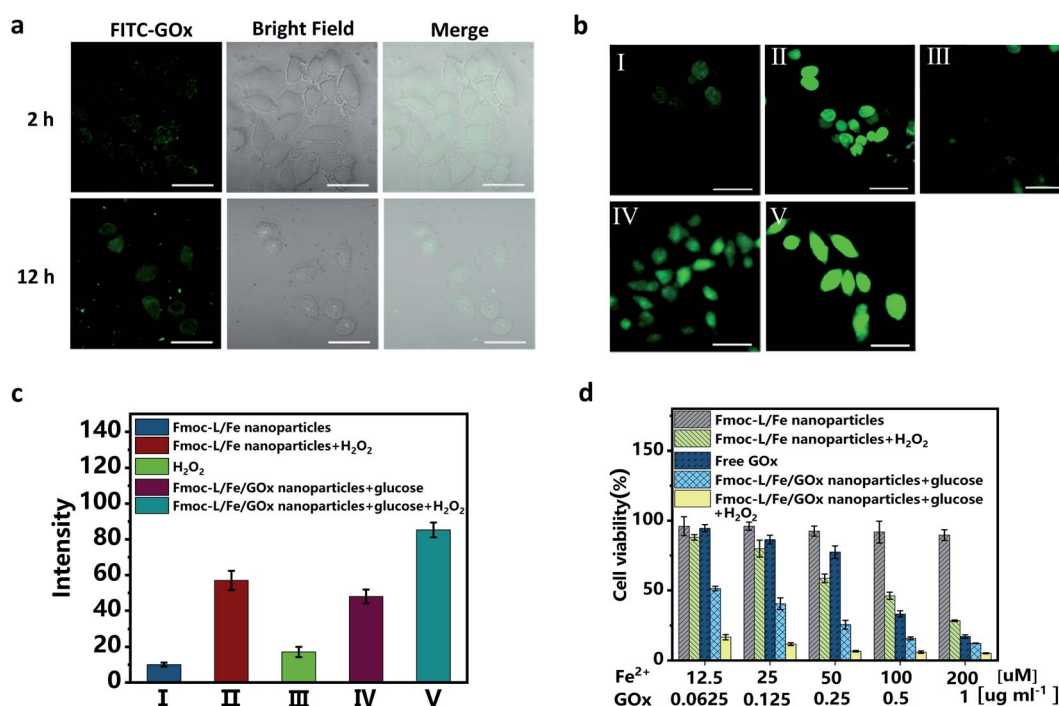 a
FITC-GOx Bright Field Merge
2 h
12 h
b
I II III
IV V
c
Intensity
140
120
100
80
60
40
20
0
Fmoc-L/Fe nanoparticles
Fmoc-L/Fe nanoparticles+H₂O₂
H₂O₂
Fmoc-L/Fe/GOx nanoparticles+glucose
Fmoc-L/Fe/GOx nanoparticles+glucose+H₂O₂
I II III IV V
d
Cell viability(%)
150
100
50
0
Fmoc-L/Fe nanoparticles
Fmoc-L/Fe nanoparticles+H₂O₂
Free GOx
Fmoc-L/Fe/GOx nanoparticles+glucose
Fmoc-L/Fe/GOx nanoparticles+glucose
+H₂O₂
Fe²⁺ 12.5 25 50 100 200 [uM]
GOx 0.0625 0.125 0.25 0.5 1 [ug ml⁻¹]